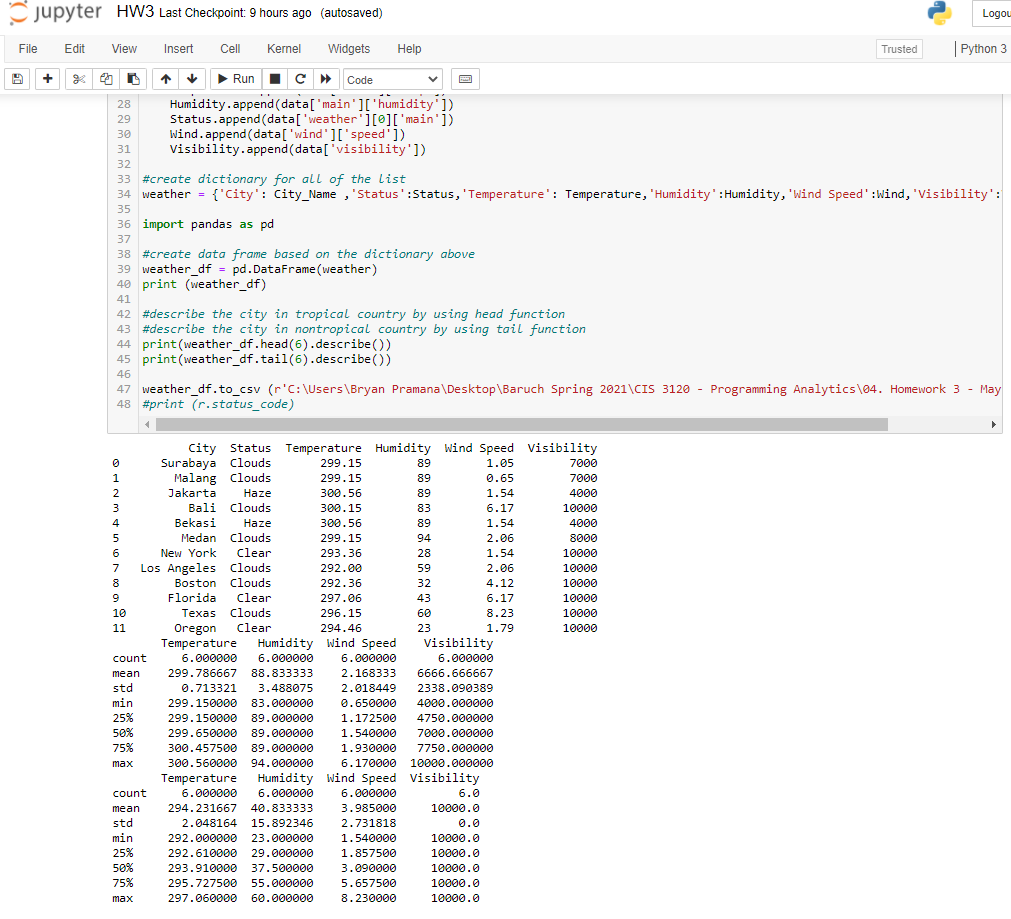 jupyter HW3 Last Checkpoint: 9 hours ago (autosaved)
Logou
File Edit View Insert Cell Kernel Widgets Help Trusted Python 3
Run Code
28 Humidity.append(data['main']['humidity'])
29 Status.append(data['weather'][0]['main'])
30 Wind.append(data['wind']['speed'])
31 Visibility.append(data['visibility'])
32
33 #create dictionary for all of the list
34 weather = {'City': City_Name ,'Status':Status,'Temperature': Temperature,'Humidity':Humidity,'Wind Speed':Wind,'Visibility':
35
36 import pandas as pd
37
38 #create data frame based on the dictionary above
39 weather_df = pd.DataFrame(weather)
40 print (weather_df)
41
42 #describe the city in tropical country by using head function
43 #describe the city in nontropical country by using tail function
44 print(weather_df.head(6).describe())
45 print(weather_df.tail(6).describe())
46
47 weather_df.to_csv (r'C:\Users\Bryan Pramana\Desktop\Baruch Spring 2021\CIS 3120 - Programming Analytics\04. Homework 3 - May
48 #print (r.status_code)
City Status Temperature Humidity Wind Speed Visibility
0 Surabaya Clouds 299.15 89 1.05 7000
1 Malang Clouds 299.15 89 0.65 7000
2 Jakarta Haze 300.56 89 1.54 4000
3 Bali Clouds 300.15 83 6.17 10000
4 Bekasi Haze 300.56 89 1.54 4000
5 Medan Clouds 299.15 94 2.06 8000
6 New York Clear 293.36 28 1.54 10000
7 Los Angeles Clouds 292.00 59 2.06 10000
8 Boston Clouds 292.36 32 4.12 10000
9 Florida Clear 297.06 43 6.17 10000
10 Texas Clouds 296.15 60 8.23 10000
11 Oregon Clear 294.46 23 1.79 10000
Temperature Humidity Wind Speed Visibility
count 6.000000 6.000000 6.000000 6.000000
mean 299.786667 88.833333 2.168333 6666.666667
std 0.713321 3.488075 2.018449 2338.090389
min 299.150000 83.000000 0.650000 4000.000000
25% 299.150000 89.000000 1.172500 4750.000000
50% 299.650000 89.000000 1.540000 7000.000000
75% 300.457500 89.000000 1.930000 7750.000000
max 300.560000 94.000000 6.170000 10000.000000
Temperature Humidity Wind Speed Visibility
count 6.000000 6.000000 6.000000 6.0
mean 294.231667 40.833333 3.985000 10000.0
std 2.048164 15.892346 2.731818 0.0
min 292.000000 23.000000 1.540000 10000.0
25% 292.610000 29.000000 1.857500 10000.0
50% 293.910000 37.500000 3.090000 10000.0
75% 295.727500 55.000000 5.657500 10000.0
max 297.060000 60.000000 8.230000 10000.0